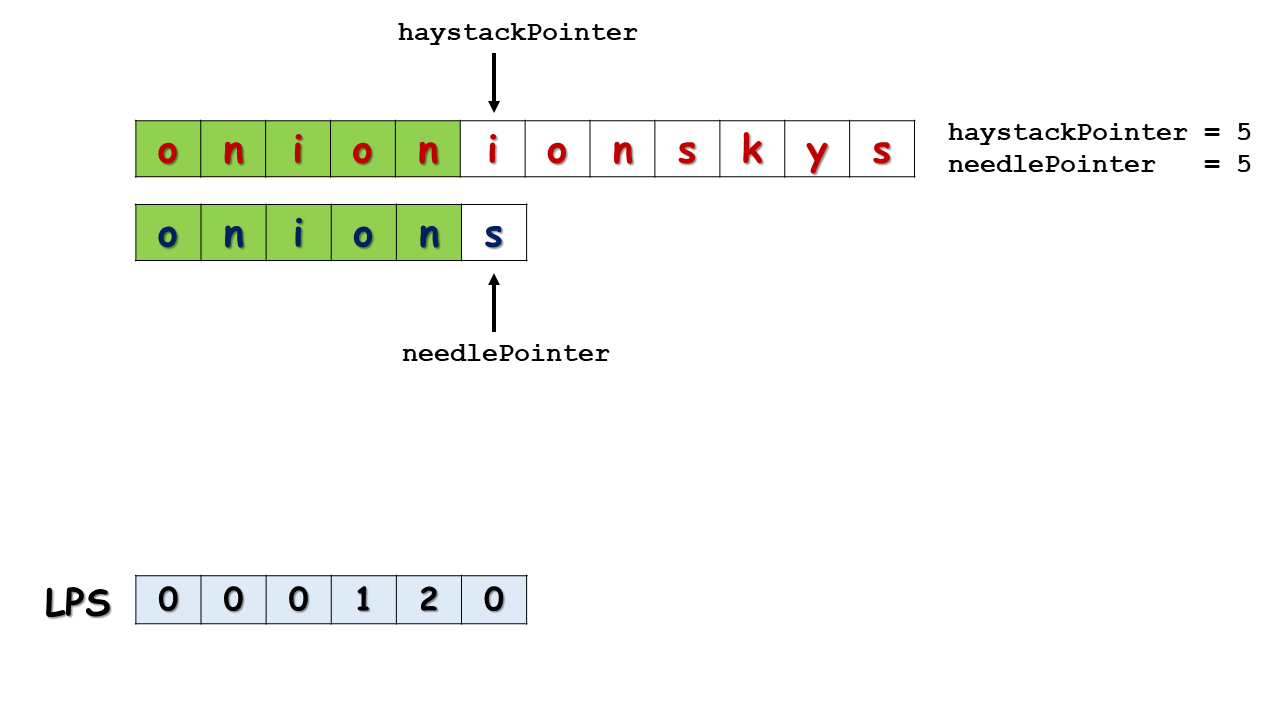 haystackPointer
o n i o n i o n s k y s
haystackPointer = 5
needlePointer = 5
o n i o n s
needlePointer
LPS 0 0 0 1 2 0